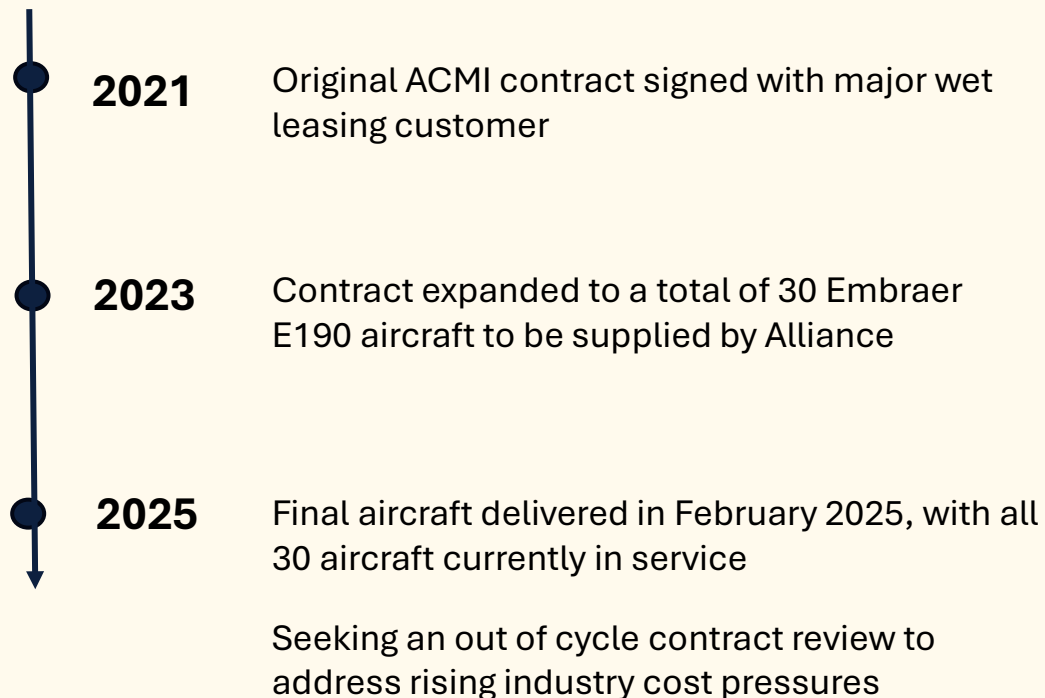 2021
Original ACMI contract signed with major wet
leasing customer
2023
Contract expanded to a total of 30 Embraer
E190 aircraft to be supplied by Alliance
2025
Final aircraft delivered in February 2025, with all
30 aircraft currently in service
Seeking an out of cycle contract review to
address rising industry cost pressures